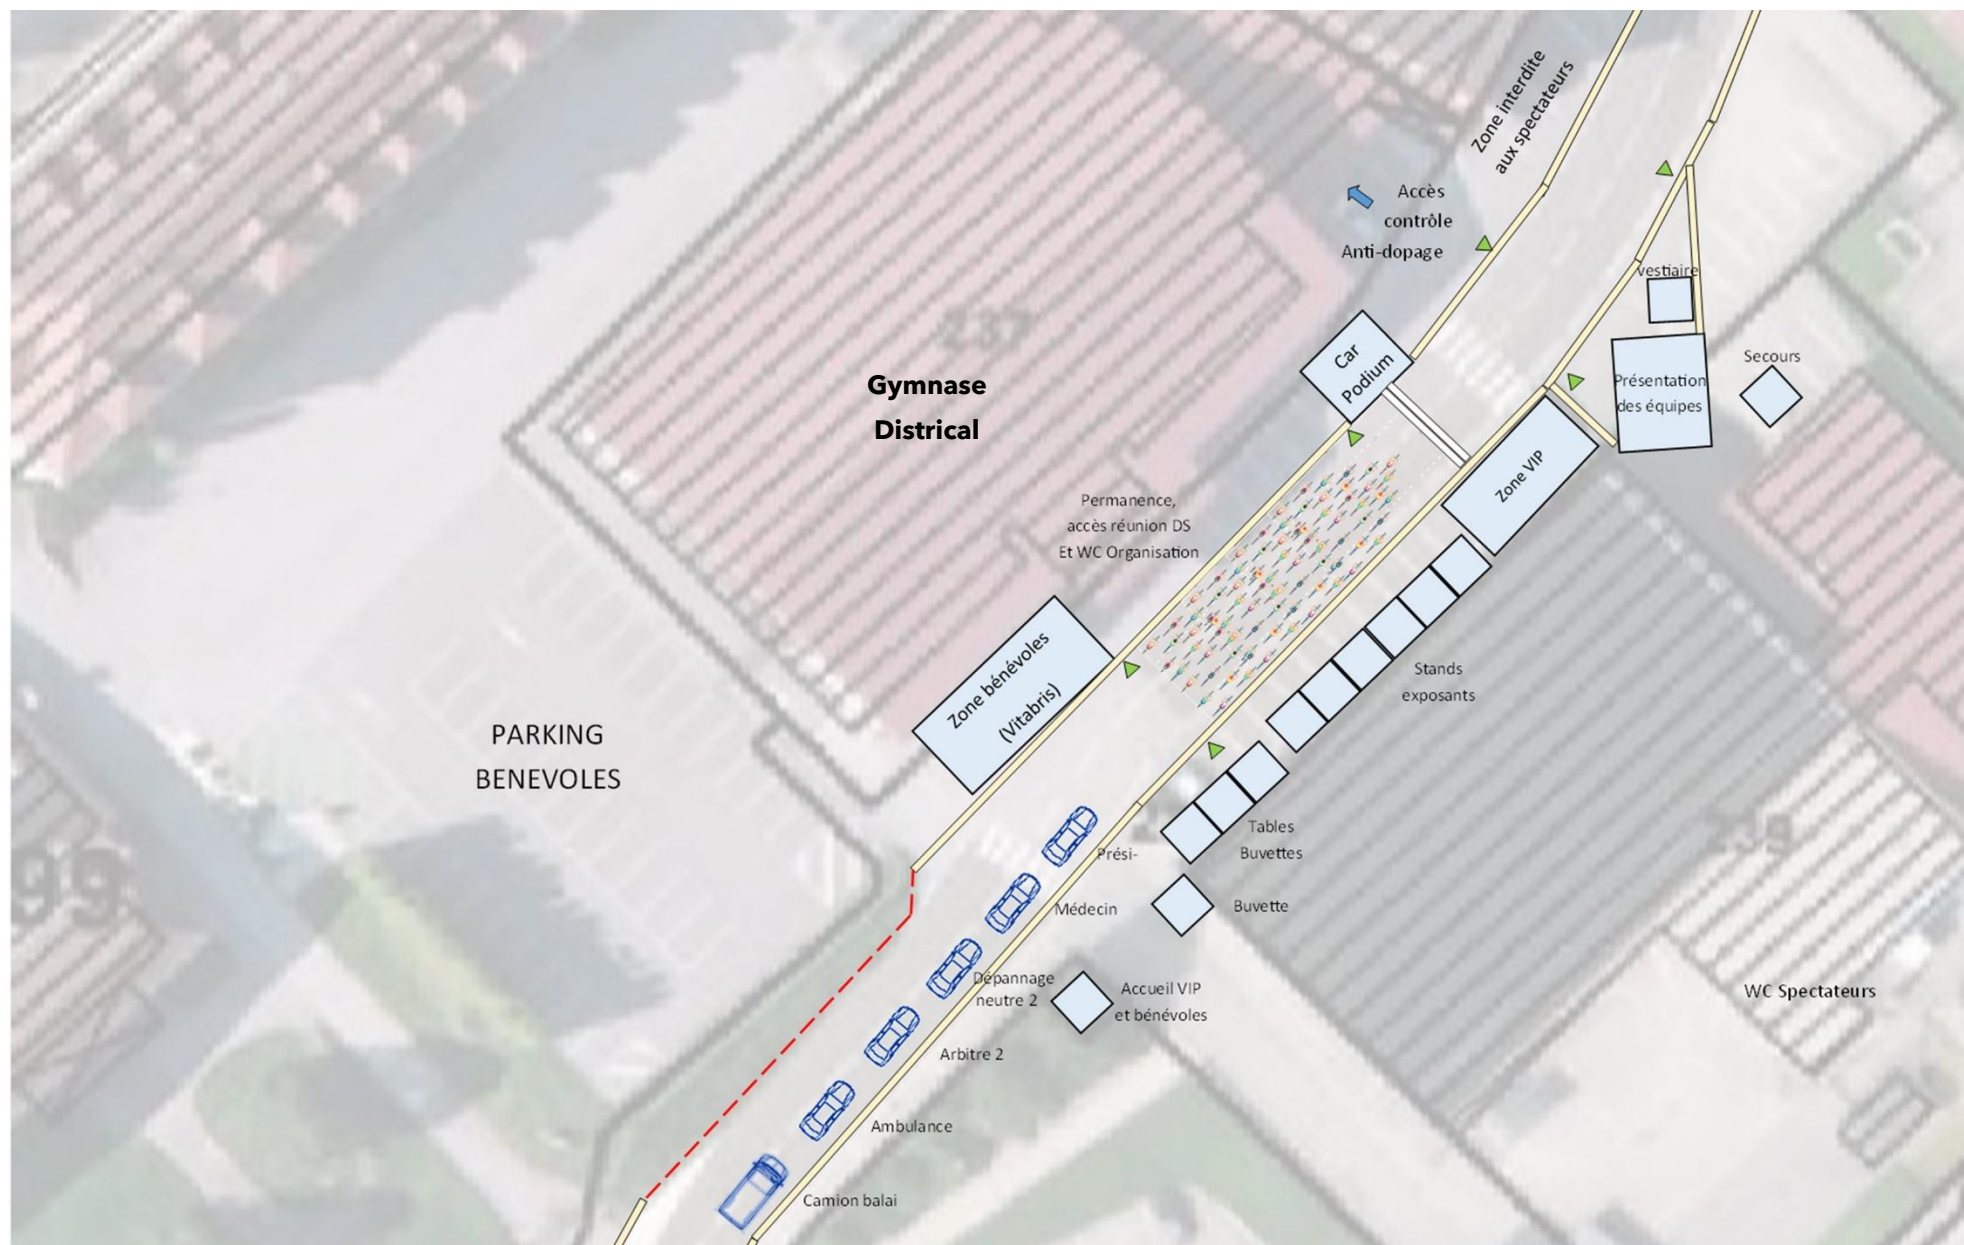 Zone interdite
aux spectateurs
Accès
contrôle
Anti-dopage
vestiaire
237
Car
Podium
Présentation
des équipes
Secours
Gymnase
Districal
Zone VIP
Permanence,
accès réunion DS
Et WC Organisation
Zone bénévoles
(Vitabris)
Stands
exposants
PARKING
BENEVOLES
Tables
Buvettes
Prési-
99
Médecin
Buvette
Dépannage
neutre 2
Accueil VIP
et bénévoles
WC Spectateurs
Arbitre 2
Ambulance
Camion balai